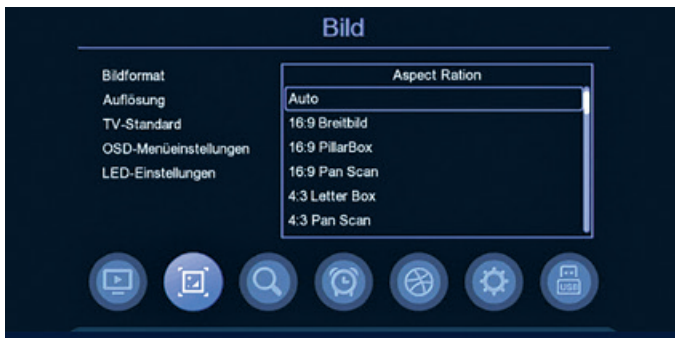 Bild
Bildformat
Auflösung
TV-Standard
OSD-Menüeinstellungen
LED-Einstellungen
Aspect Ration
Auto
16:9 Breitbild
16:9 PillarBox
16:9 Pan Scan
4:3 Letter Box
4:3 Pan Scan
USB